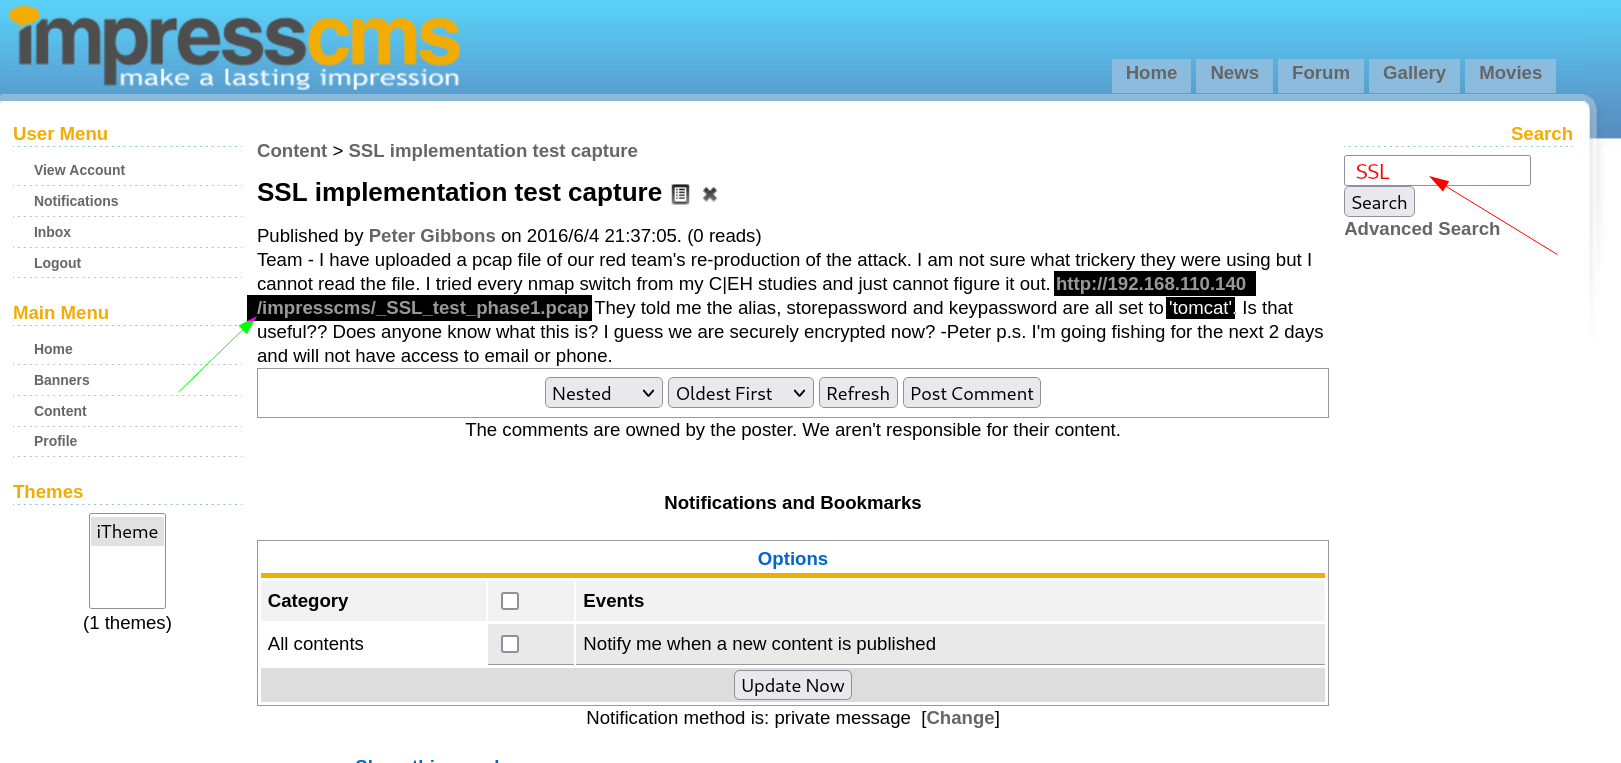 impresscms
make a lasting impression
Home News Forum Gallery Movies
User Menu
View Account
Notifications
Inbox
Logout
Main Menu
Home
Banners
Content
Profile
Themes
iTheme
(1 themes)
Content > SSL implementation test capture
SSL implementation test capture
Published by Peter Gibbons on 2016/6/4 21:37:05. (0 reads)
Team - I have uploaded a pcap file of our red team's re-production of the attack. I am not sure what trickery they were using but I
cannot read the file. I tried every nmap switch from my C|EH studies and just cannot figure it out. http://192.168.110.140
/impresscms/_SSL_test_phase1.pcap They told me the alias, storepassword and keypassword are all set to 'tomcat'. Is that
useful?? Does anyone know what this is? I guess we are securely encrypted now? -Peter p.s. I'm going fishing for the next 2 days
and will not have access to email or phone.
Nested Oldest First Refresh Post Comment
The comments are owned by the poster. We aren't responsible for their content.
Notifications and Bookmarks
Options
Category Events
All contents Notify me when a new content is published
Update Now
Notification method is: private message [Change]
Search
SSL
Search
Advanced Search